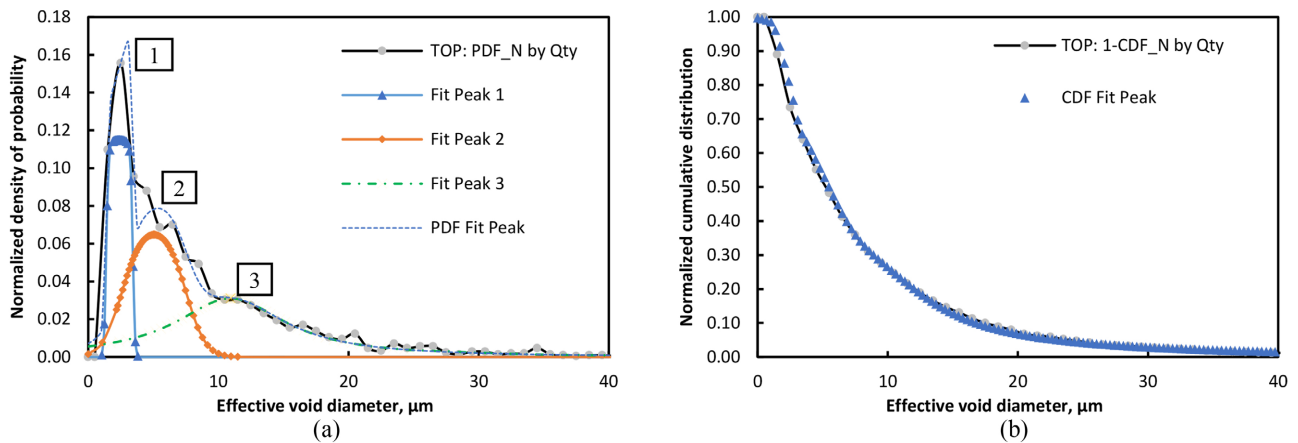 0.18
0.16
0.14
0.12
0.10
0.08
0.06
0.04
0.02
0.00
Normalized density of probability
1
2
3
TOP: PDF_N by Qty
Fit Peak 1
Fit Peak 2
Fit Peak 3
PDF Fit Peak
0 10 20 30 40
Effective void diameter, μm
(a)
1.00
0.90
0.80
0.70
0.60
0.50
0.40
0.30
0.20
0.10
0.00
Normalized cumulative distribution
TOP: 1-CDF_N by Qty
CDF Fit Peak
0 10 20 30 40
Effective void diameter, μm
(b)